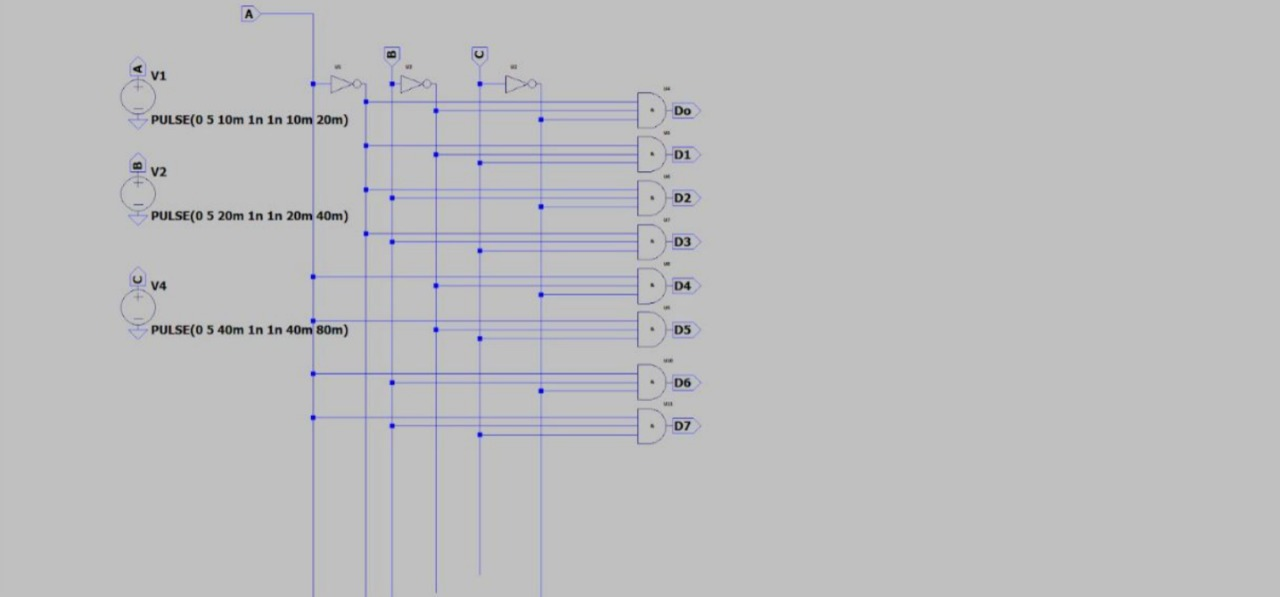 A
B
C
A
V1
PULSE(0 5 10m 1n 1n 10m 20m)
B
V2
PULSE(0 5 20m 1n 1n 20m 40m)
C
V4
PULSE(0 5 40m 1n 1n 40m 80m)
Do
D1
D2
D3
D4
D5
D6
D7